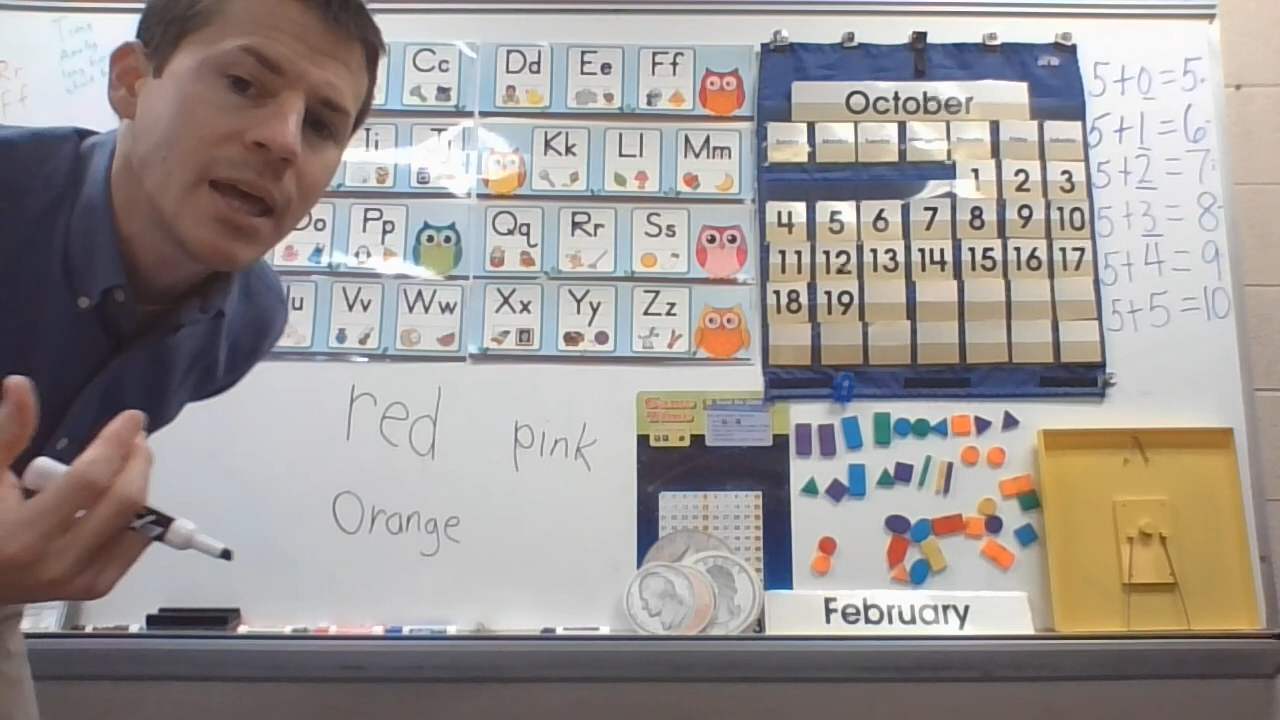 Rr
Ff
Cc
Dd Ee Ff
Ii
Kk Ll Mm
Pp
Qq Rr Ss
Vv Ww
Xx Yy Zz
October
1 2 3
4 5 6 7 8 9 10
11 12 13 14 15 16 17
18 19
5+0=5
5+1=6
5+2=7
5+3=8
5+4=9
5+5=10
red pink
Orange
February